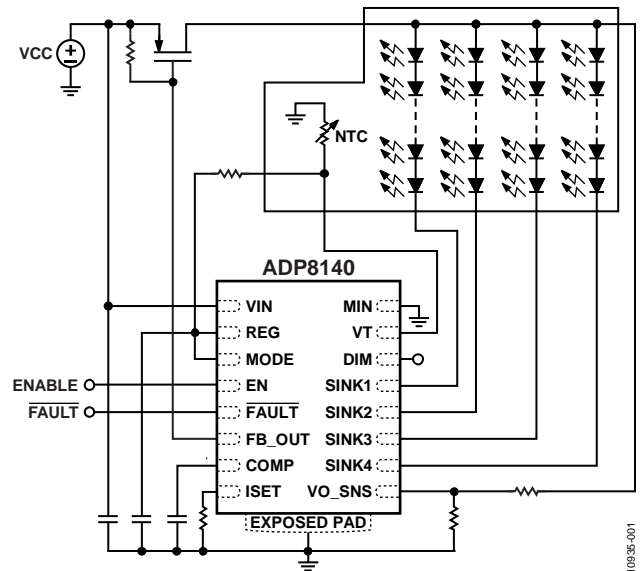 VCC
NTC
ADP8140
VIN
MIN
REG
VT
MODE
DIM
ENABLE
EN
SINK1
FAULT
FAULT
SINK2
FB_OUT
SINK3
COMP
SINK4
ISET
VO_SNS
EXPOSED PAD
10935-001